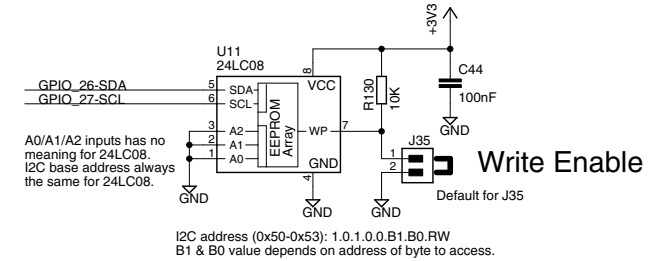 +3V3
U11
24LC08
C44
100nF
R130
10K
GND
GPIO_26-SDA
GPIO_27-SCL
5
6
SDA
SCL
8
VCC
EEPROM
Array
3
2
1
A2
A1
A0
WP
7
GND
4
A0/A1/A2 inputs has no
meaning for 24LC08.
I2C base address always
the same for 24LC08.
J35
1
2
Write Enable
Default for J35
GND
GND
GND
I2C address (0x50-0x53): 1.0.1.0.0.B1.B0.RW
B1 & B0 value depends on address of byte to access.